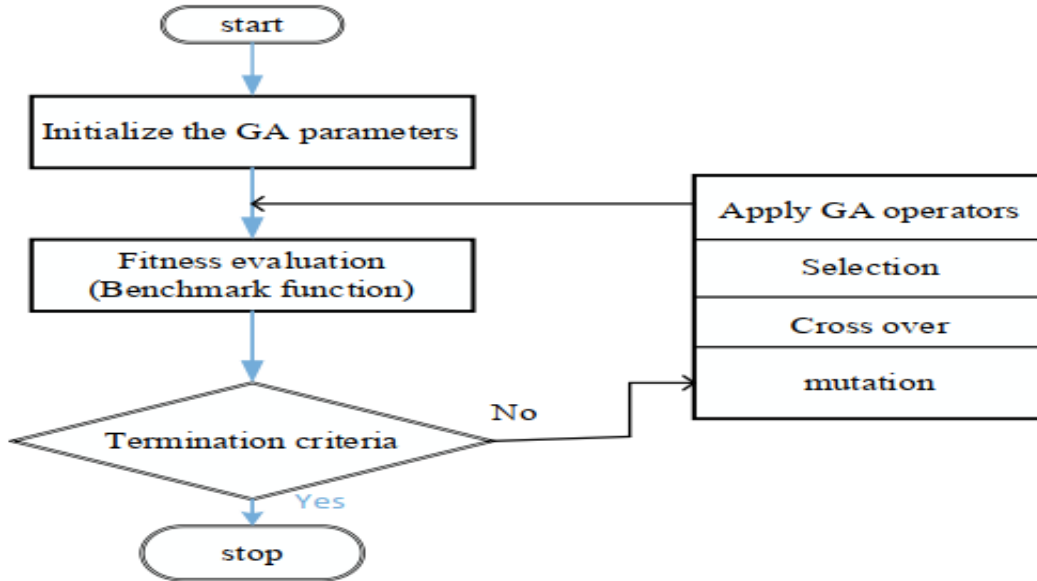 start
Initialize the GA parameters
Fitness evaluation
(Benchmark function)
Termination criteria
No
Yes
stop
Apply GA operators
Selection
Cross over
mutation